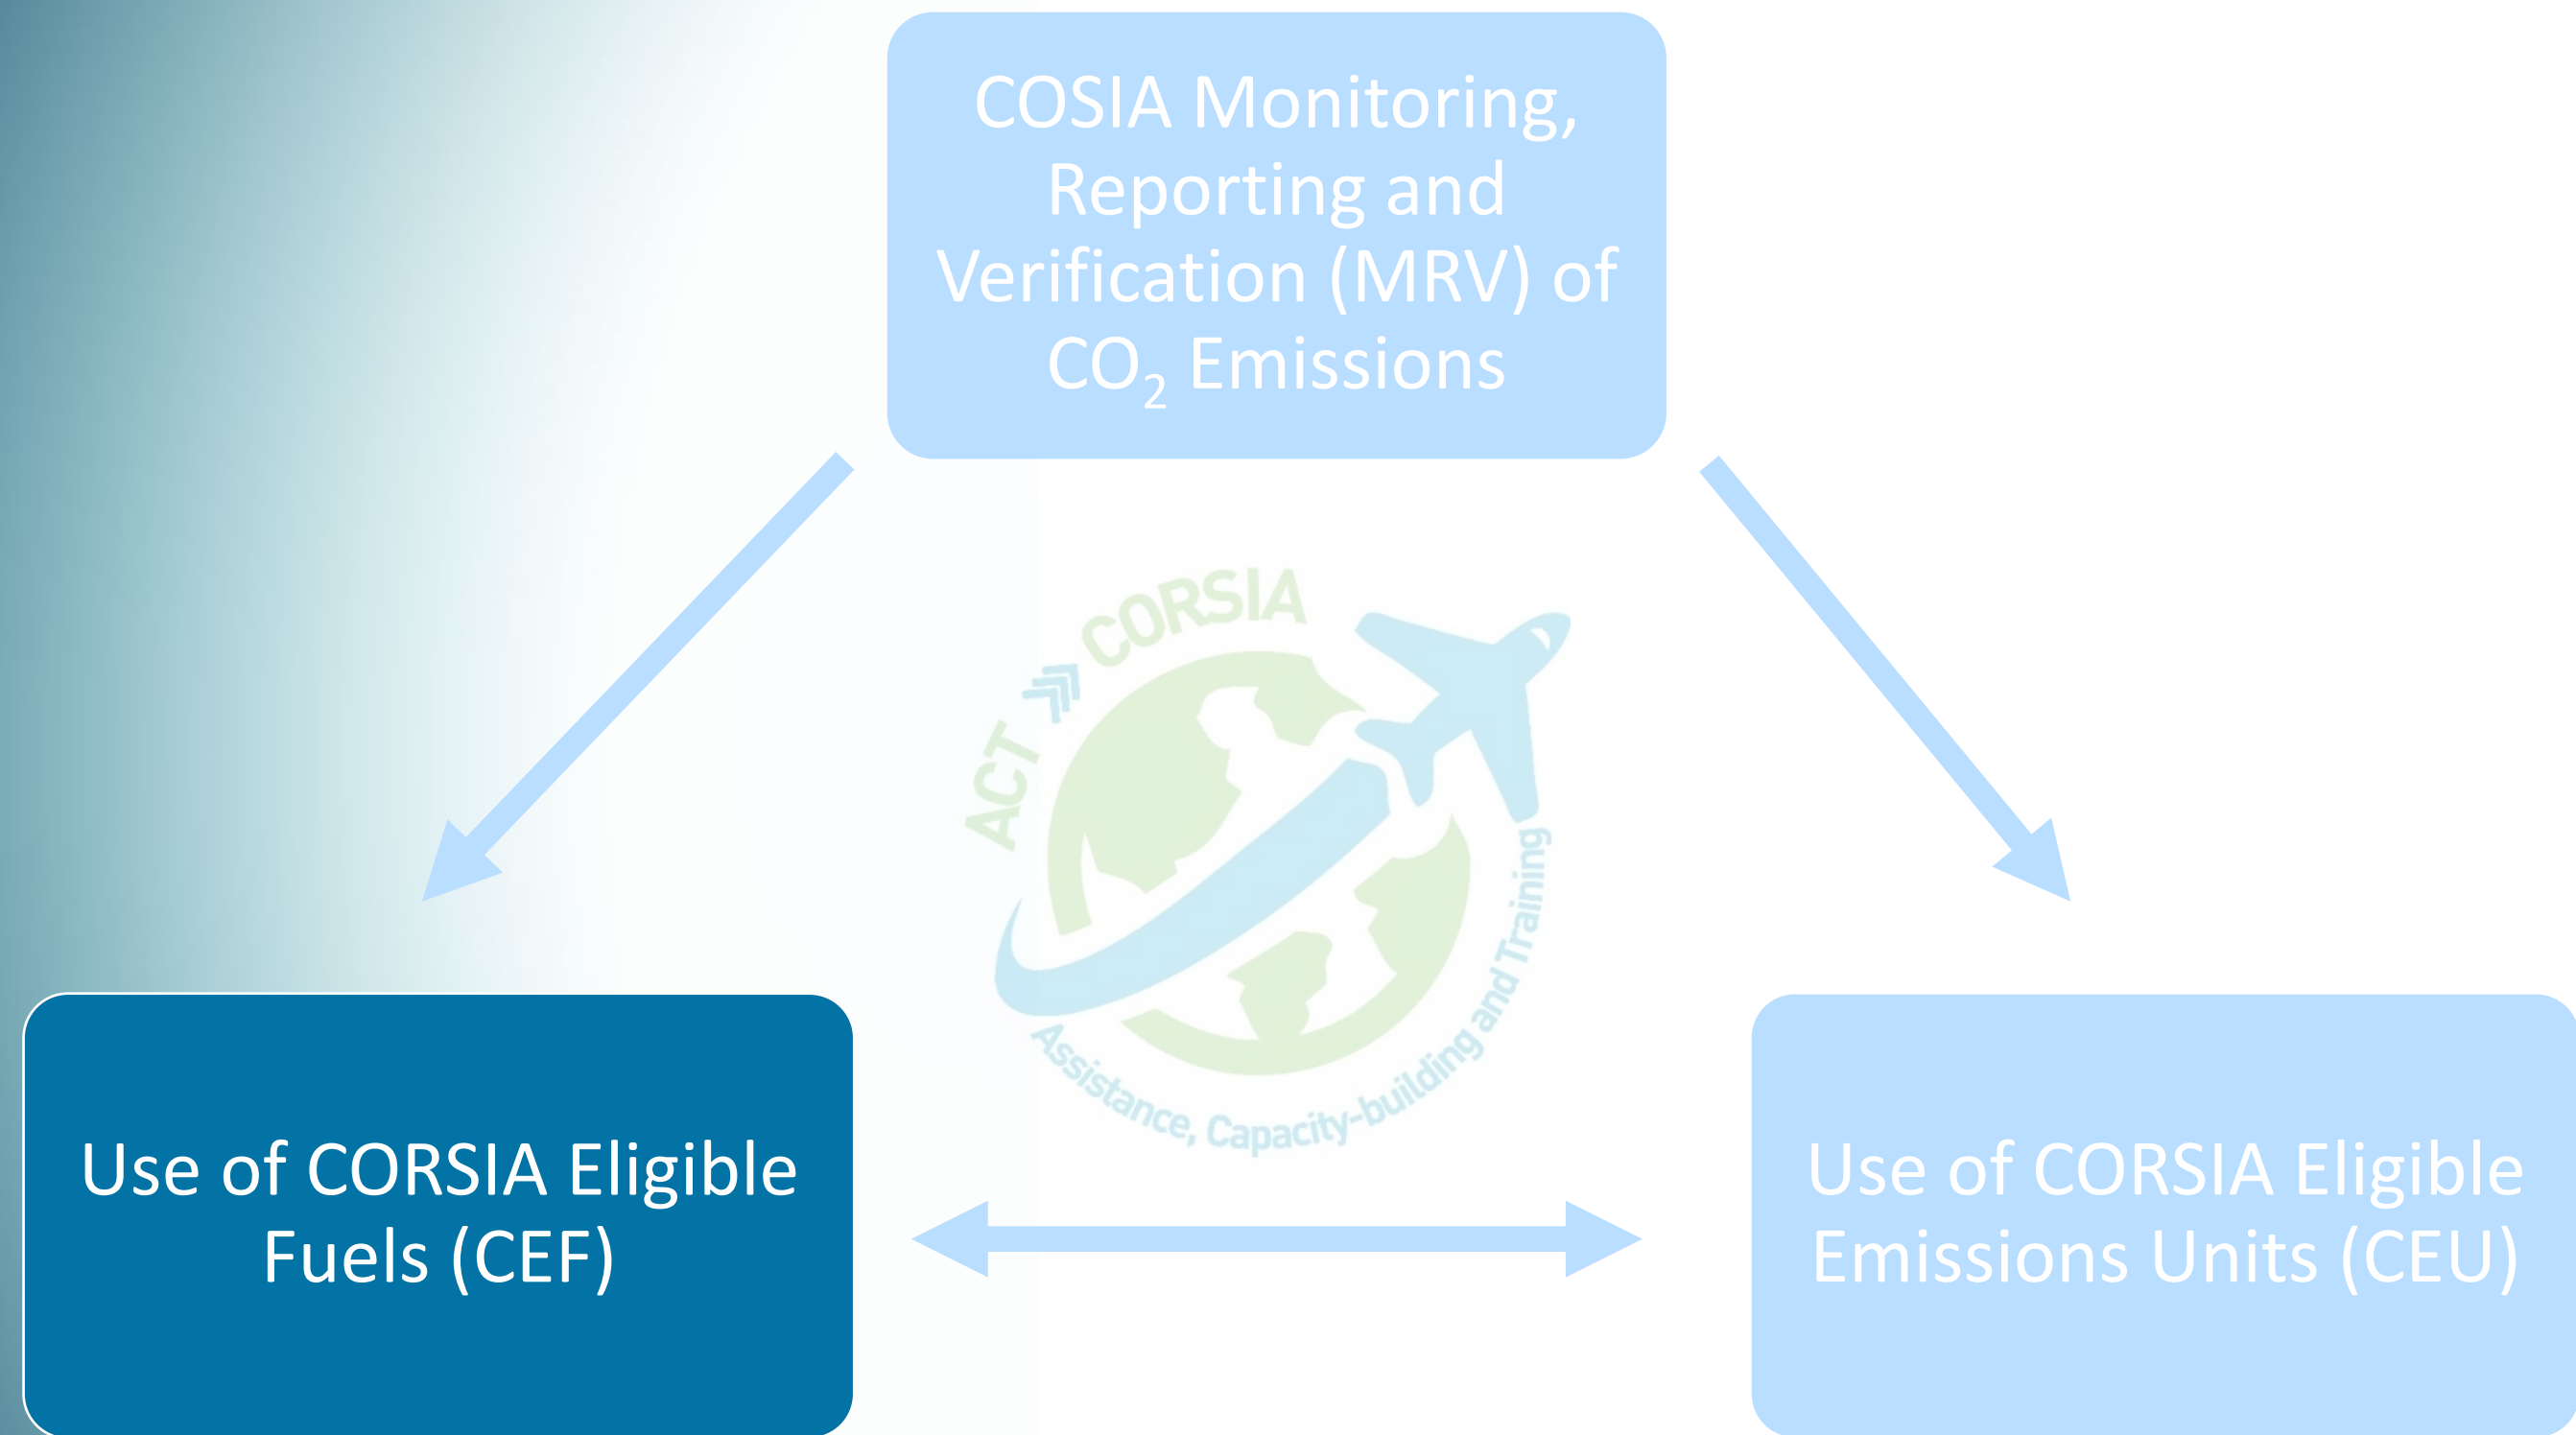 COSIA Monitoring,
Reporting and
Verification (MRV) of
CO₂ Emissions
ACT CORSIA
Assistance, Capacity-building and Training
Use of CORSIA Eligible
Fuels (CEF)
Use of CORSIA Eligible
Emissions Units (CEU)